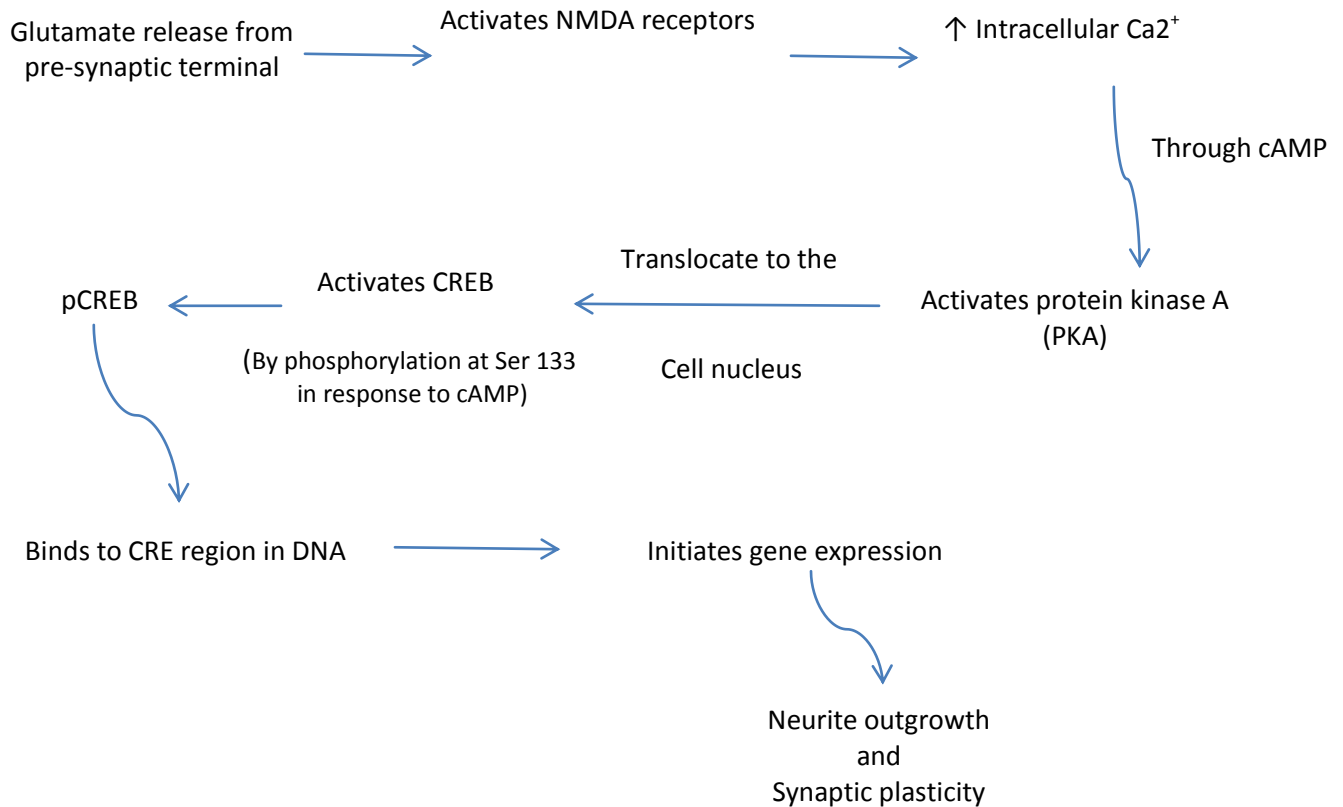 Glutamate release from
pre-synaptic terminal
Activates NMDA receptors
↑ Intracellular Ca2⁺
Through cAMP
Activates protein kinase A
(PKA)
Translocate to the
Cell nucleus
Activates CREB
(By phosphorylation at Ser 133
in response to cAMP)
pCREB
Binds to CRE region in DNA
Initiates gene expression
Neurite outgrowth
and
Synaptic plasticity